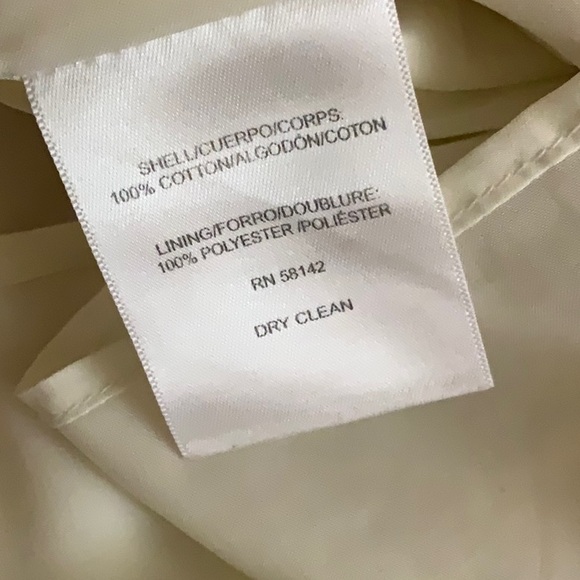 SHELL/CUERPO/CORPS:
100% COTTON/ALGODÓN/COTON
LINING/FORRO/DOUBLURE:
100% POLYESTER /POLIÉSTER
RN 58142
DRY CLEAN